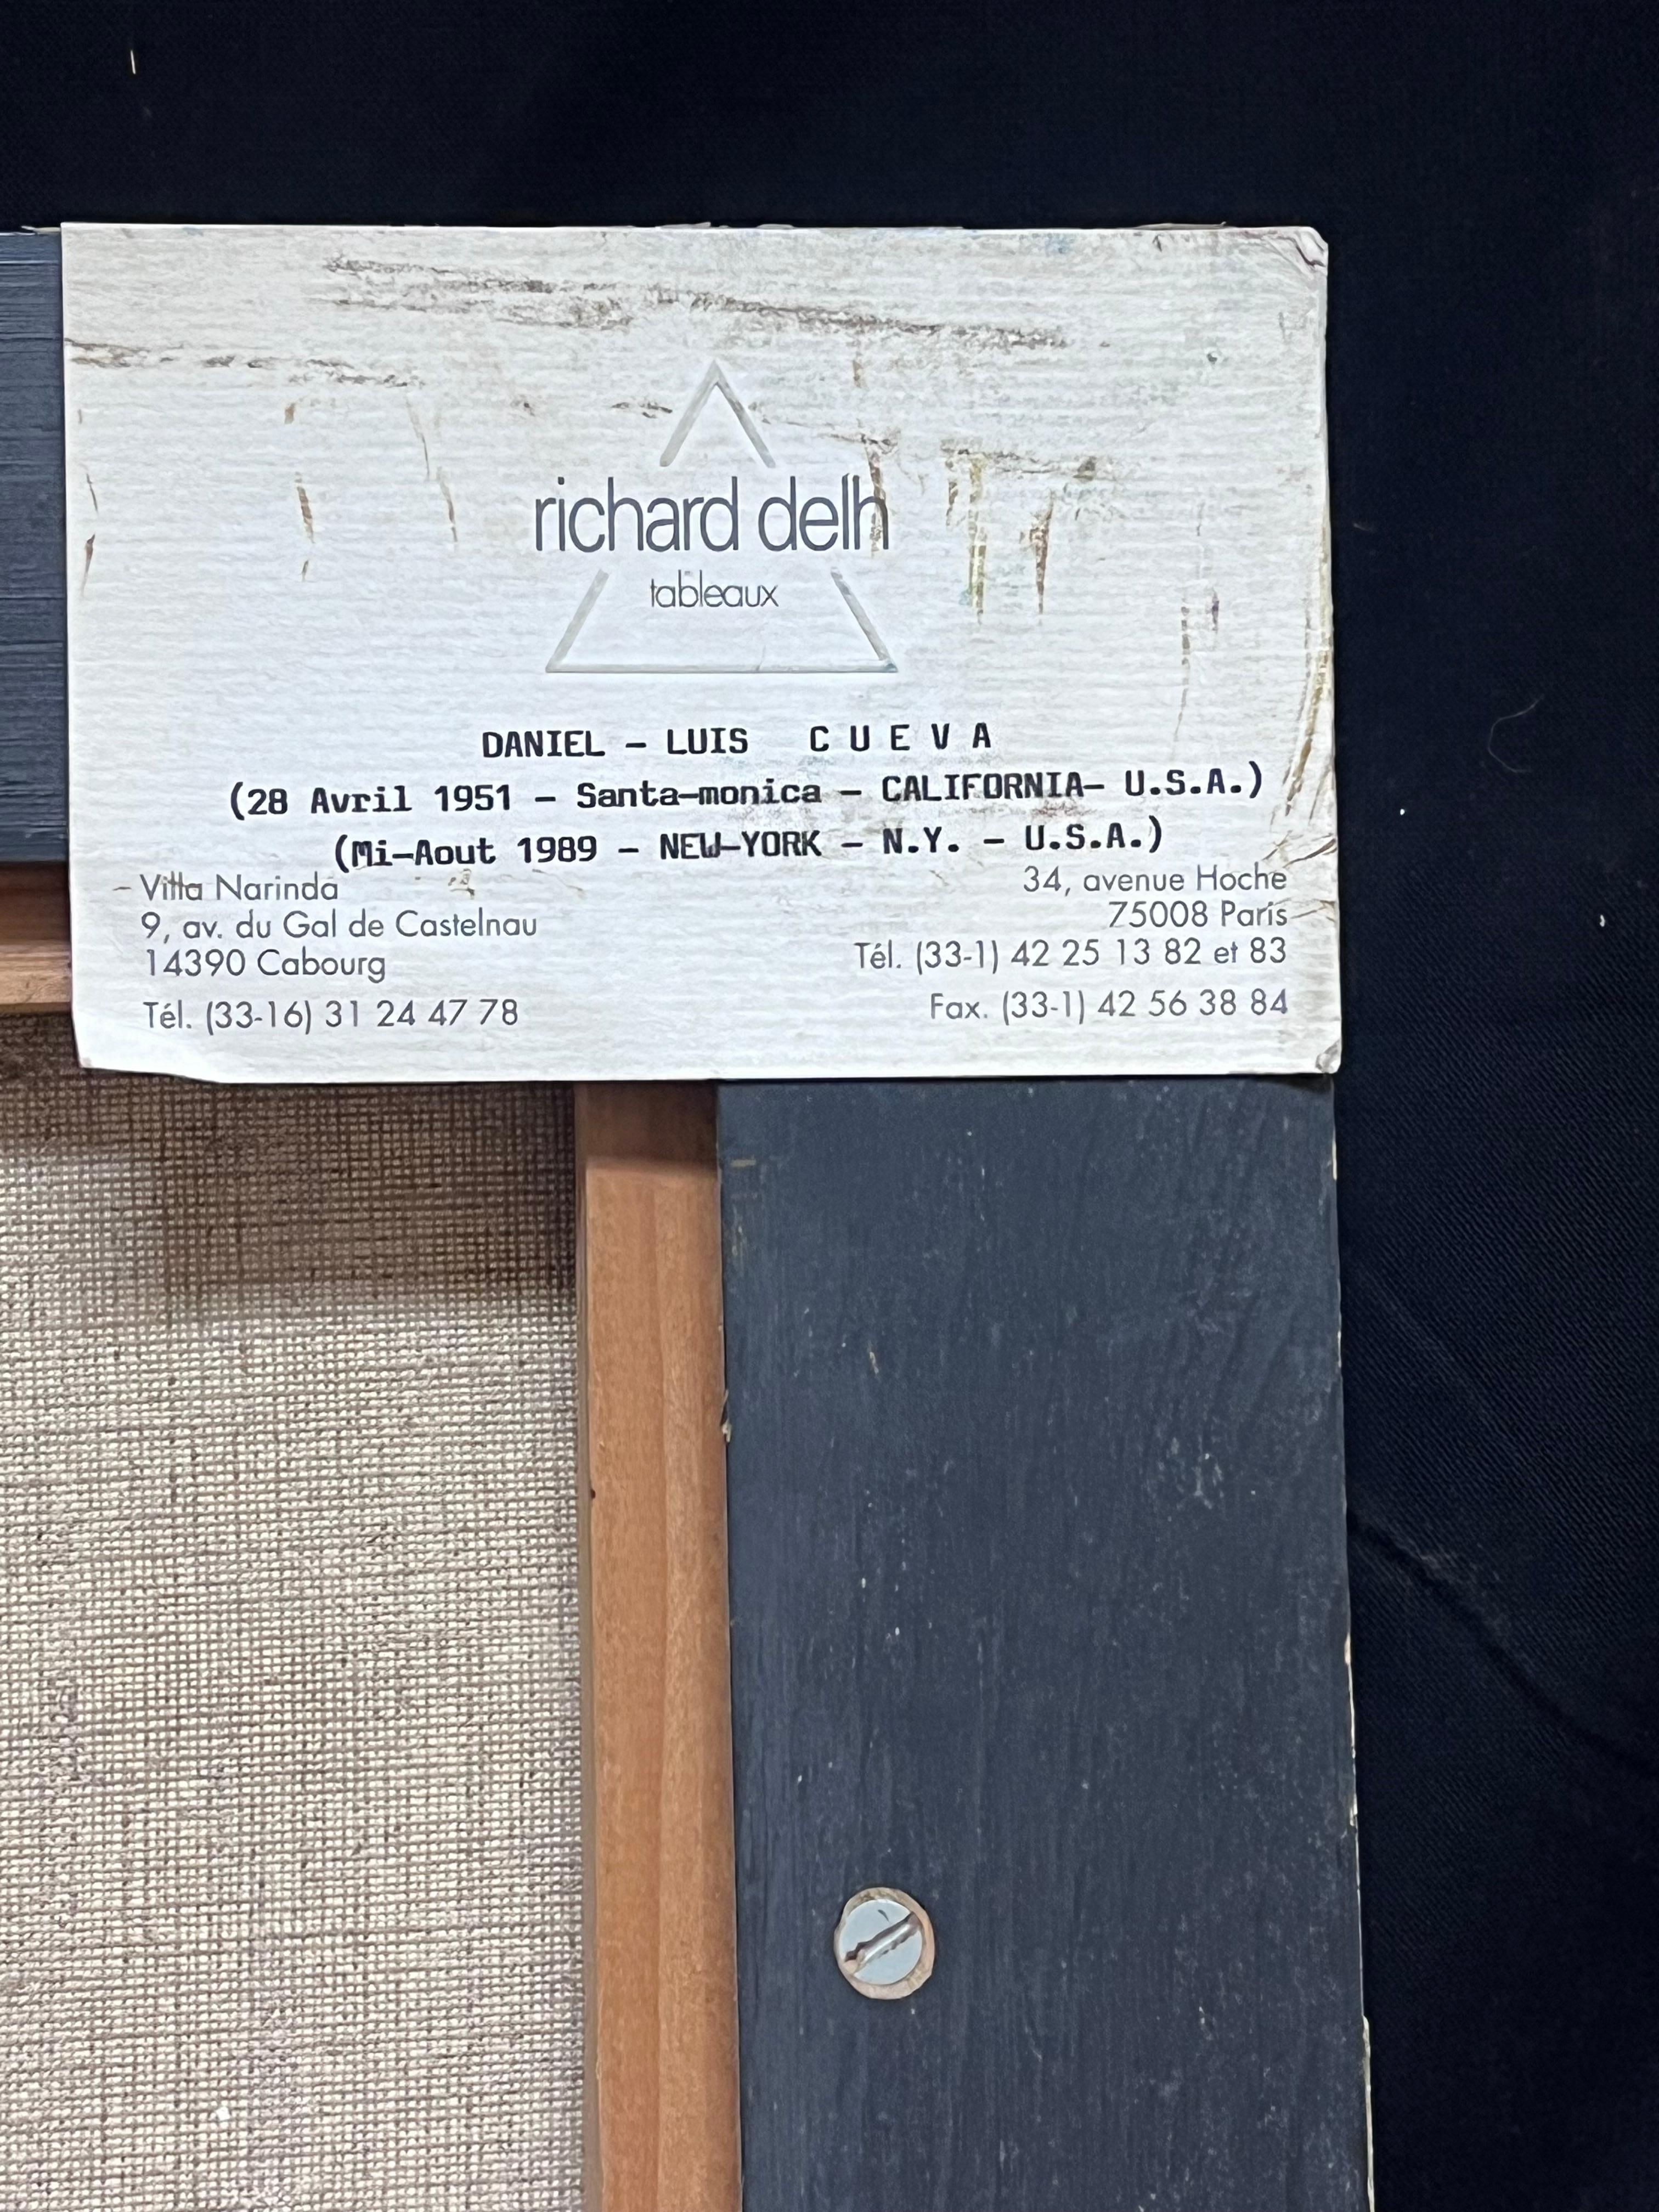 richard delh
tableaux
DANIEL - LUIS C U E V A
(28 Avril 1951 - Santa-monica - CALIFORNIA- U.S.A.)
(Mi-Aout 1989 - NEW-YORK - N.Y. - U.S.A.)
Villa Narinda
9, av. du Gal de Castelnau
14390 Cabourg
Tél. (33-16) 31 24 47 78
34, avenue Hoche
75008 Paris
Tél. (33-1) 42 25 13 82 et 83
Fax. (33-1) 42 56 38 84